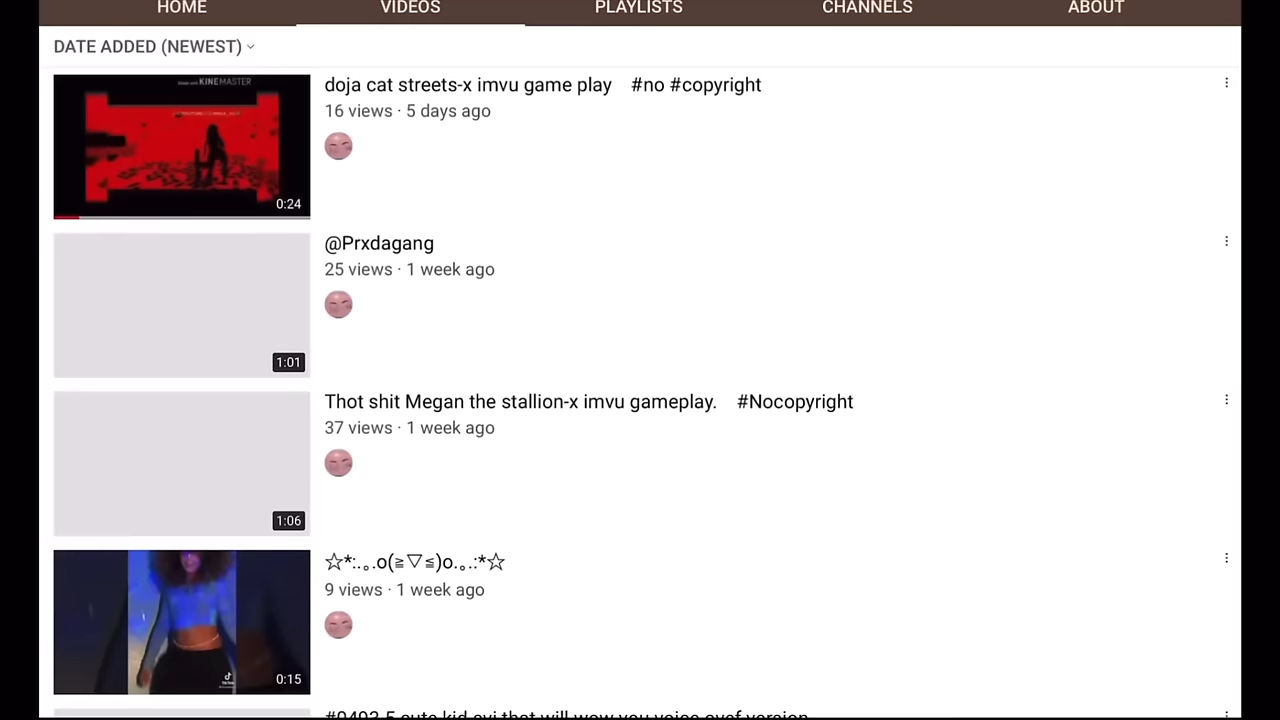 HOME VIDEOS PLAYLISTS CHANNELS ABOUT
DATE ADDED (NEWEST)
KINEMASTER
0:24
doja cat streets-x imvu game play #no #copyright
16 views · 5 days ago
1:01
@Prxdagang
25 views · 1 week ago
1:06
Thot shit Megan the stallion-x imvu gameplay. #Nocopyright
37 views · 1 week ago
0:15
☆*:.｡.o(≧▽≦)o.｡.:*☆
9 views · 1 week ago